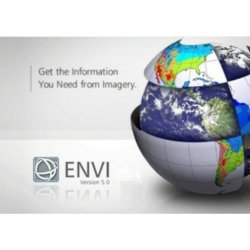 Get the Information
You Need from Imagery.
ENVI
Version 5.0